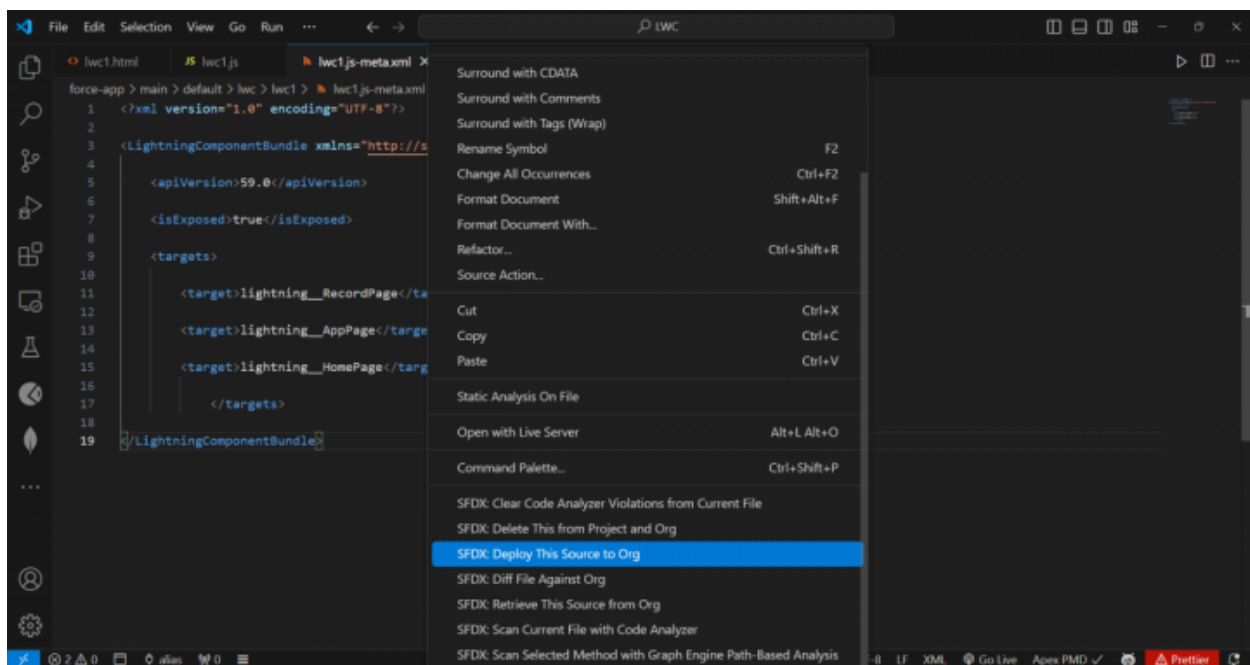 File Edit Selection View Go Run ··· ← → LWC
lwc1.html JS lwc1.js lwc1.js-meta.xml ×
force-app > main > default > lwc > lwc1 > lwc1.js-meta.xml
1 <?xml version="1.0" encoding="UTF-8"?>
2
3 <LightningComponentBundle xmlns="http://s
4
5 <apiVersion>59.0</apiVersion>
6
7 <isExposed>true</isExposed>
8
9 <targets>
10
11 <target>lightning__RecordPage</ta
12
13 <target>lightning__AppPage</targe
14
15 <target>lightning__HomePage</targ
16
17 </targets>
18
19 </LightningComponentBundle>
Surround with CDATA
Surround with Comments
Surround with Tags (Wrap)
Rename Symbol F2
Change All Occurrences Ctrl+F2
Format Document Shift+Alt+F
Format Document With...
Refactor... Ctrl+Shift+R
Source Action...
Cut Ctrl+X
Copy Ctrl+C
Paste Ctrl+V
Static Analysis On File
Open with Live Server Alt+L Alt+O
Command Palette... Ctrl+Shift+P
SFDX: Clear Code Analyzer Violations from Current File
SFDX: Delete This from Project and Org
SFDX: Deploy This Source to Org
SFDX: Diff File Against Org
SFDX: Retrieve This Source from Org
SFDX: Scan Current File with Code Analyzer
SFDX: Scan Selected Method with Graph Engine Path-Based Analysis
2 0 alias 0 -8 LF XML Go Live Apex PMD ✓ Prettier